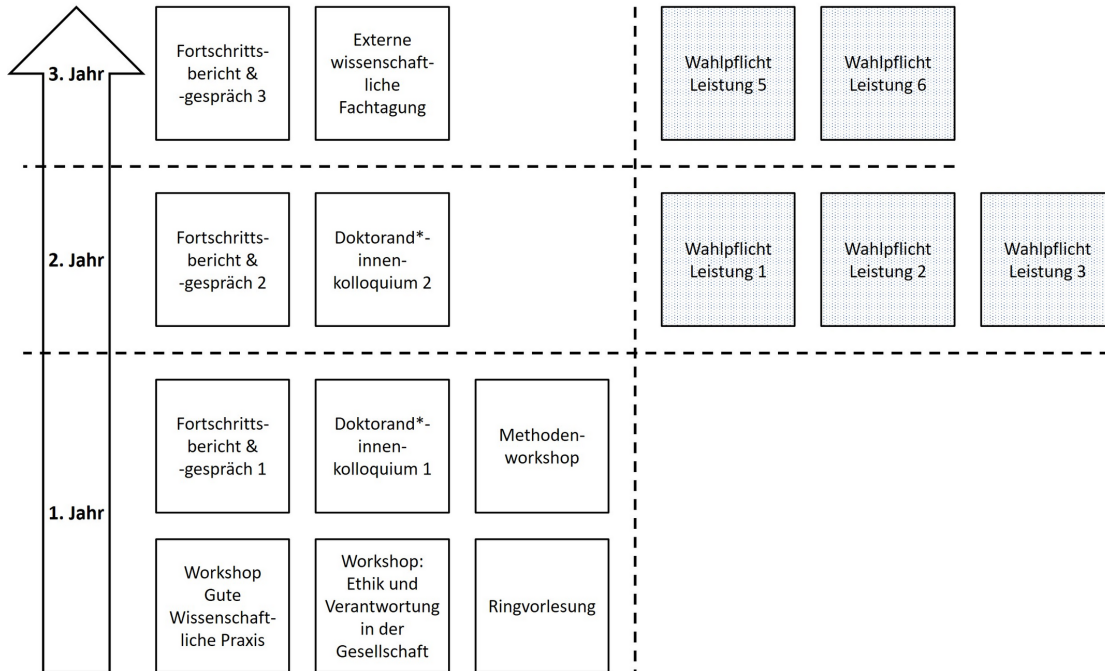 3. Jahr
Fortschritts-
bericht &
-gespräch 3
Externe
wissenschaft-
liche
Fachtagung
Wahlpflicht
Leistung 5
Wahlpflicht
Leistung 6
2. Jahr
Fortschritts-
bericht &
-gespräch 2
Doktorand*-
innen-
kolloquium 2
Wahlpflicht
Leistung 1
Wahlpflicht
Leistung 2
Wahlpflicht
Leistung 3
1. Jahr
Fortschritts-
bericht &
-gespräch 1
Doktorand*-
innen-
kolloquium 1
Methoden-
workshop
Workshop
Gute
Wissenschaft-
liche Praxis
Workshop:
Ethik und
Verantwortung
in der
Gesellschaft
Ringvorlesung